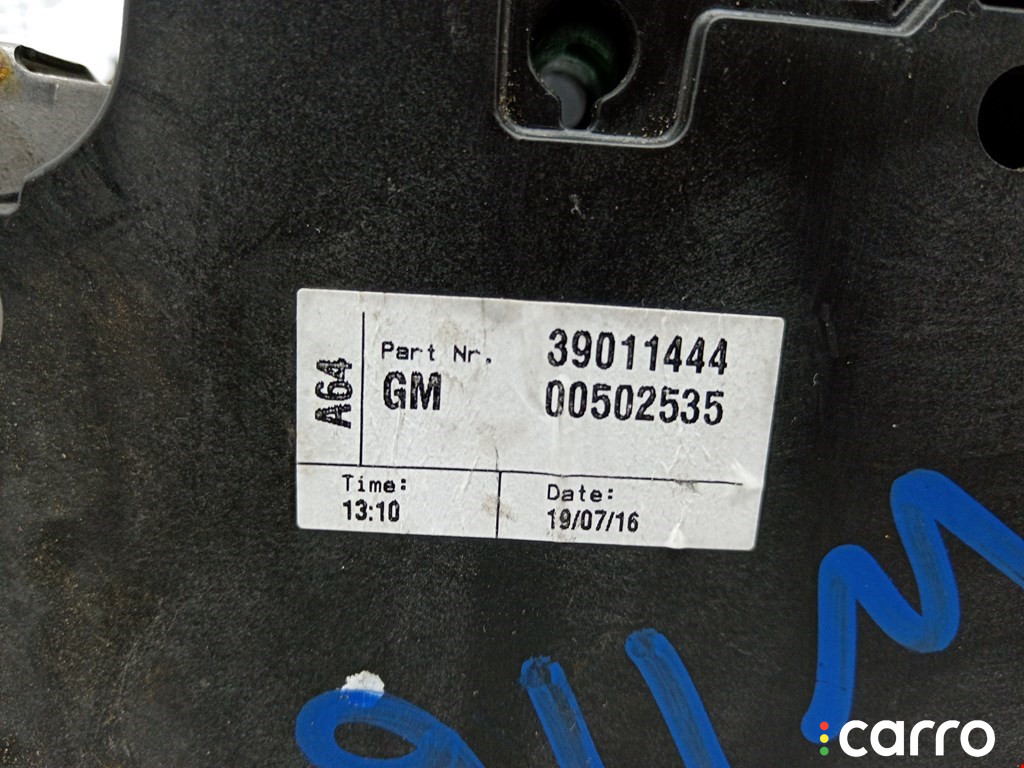 A64
Part Nr. 39011444
GM 00502535
Time: Date:
13:10 19/07/16
carro